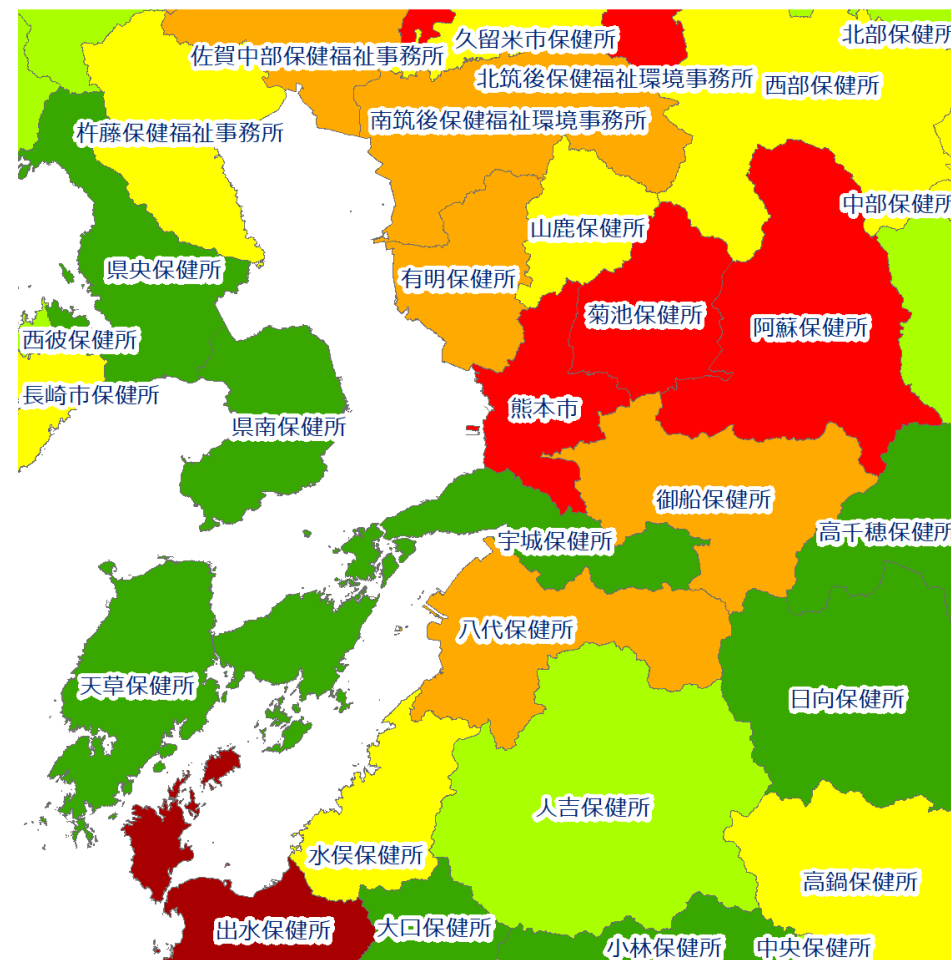 久留米市保健所
北部保健所
佐賀中部保健福祉事務所
北筑後保健福祉環境事務所
西部保健所
杵藤保健福祉事務所
南筑後保健福祉環境事務所
中部保健所
山鹿保健所
県央保健所
有明保健所
菊池保健所
阿蘇保健所
西彼保健所
長崎市保健所
熊本市
県南保健所
御船保健所
高千穂保健所
宇城保健所
八代保健所
天草保健所
日向保健所
人吉保健所
水俣保健所
高鍋保健所
出水保健所
大口保健所
小林保健所
中央保健所